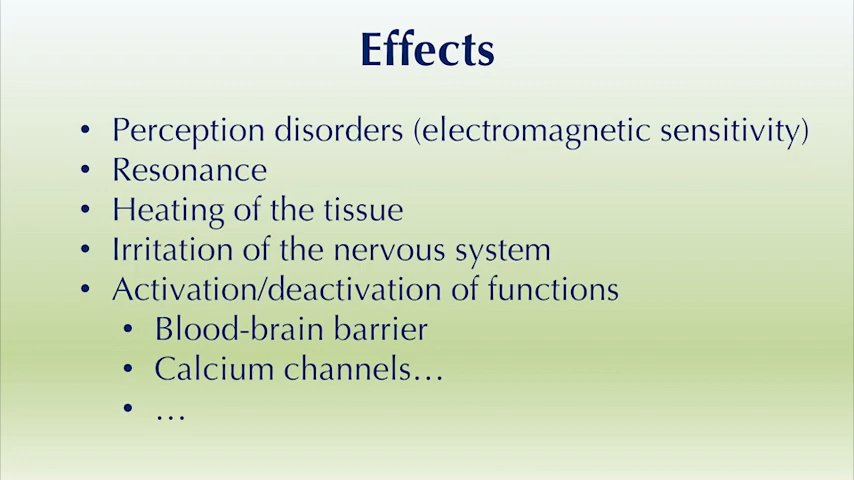 Effects
• Perception disorders (electromagnetic sensitivity)
• Resonance
• Heating of the tissue
• Irritation of the nervous system
• Activation/deactivation of functions
• Blood-brain barrier
• Calcium channels…
• …